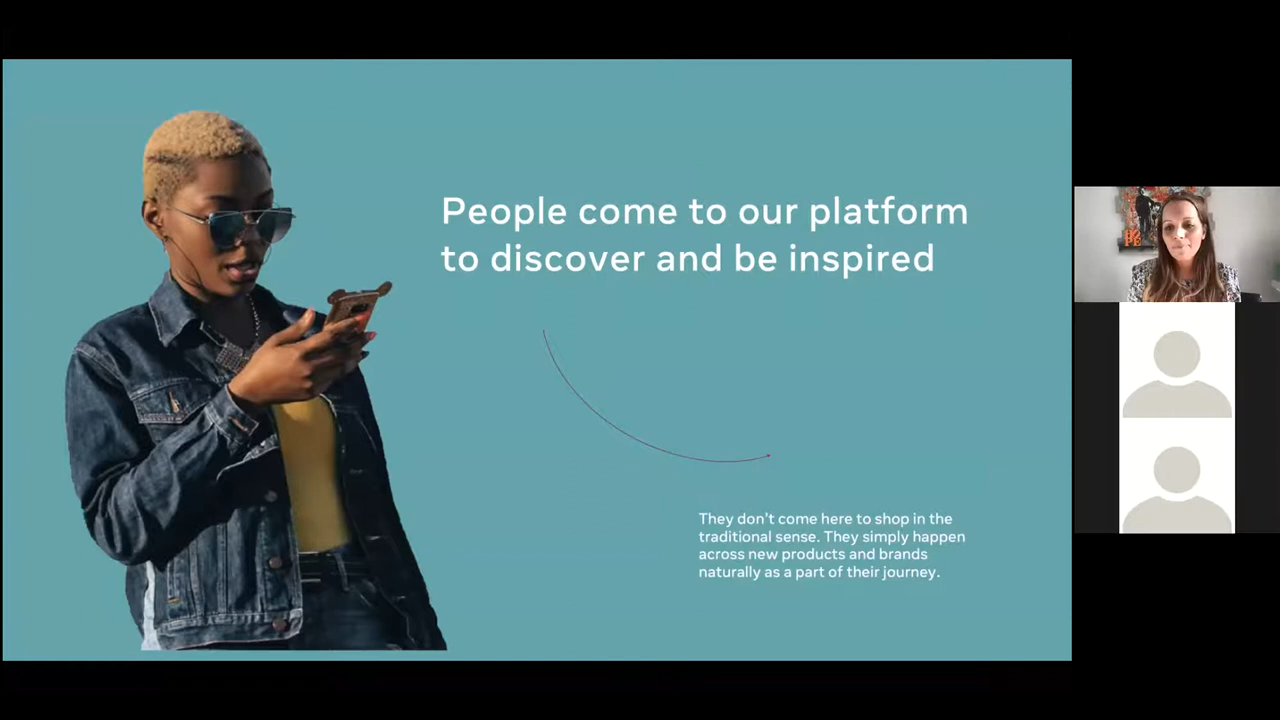 People come to our platform
to discover and be inspired
They don't come here to shop in the
traditional sense. They simply happen
across new products and brands
naturally as a part of their journey.